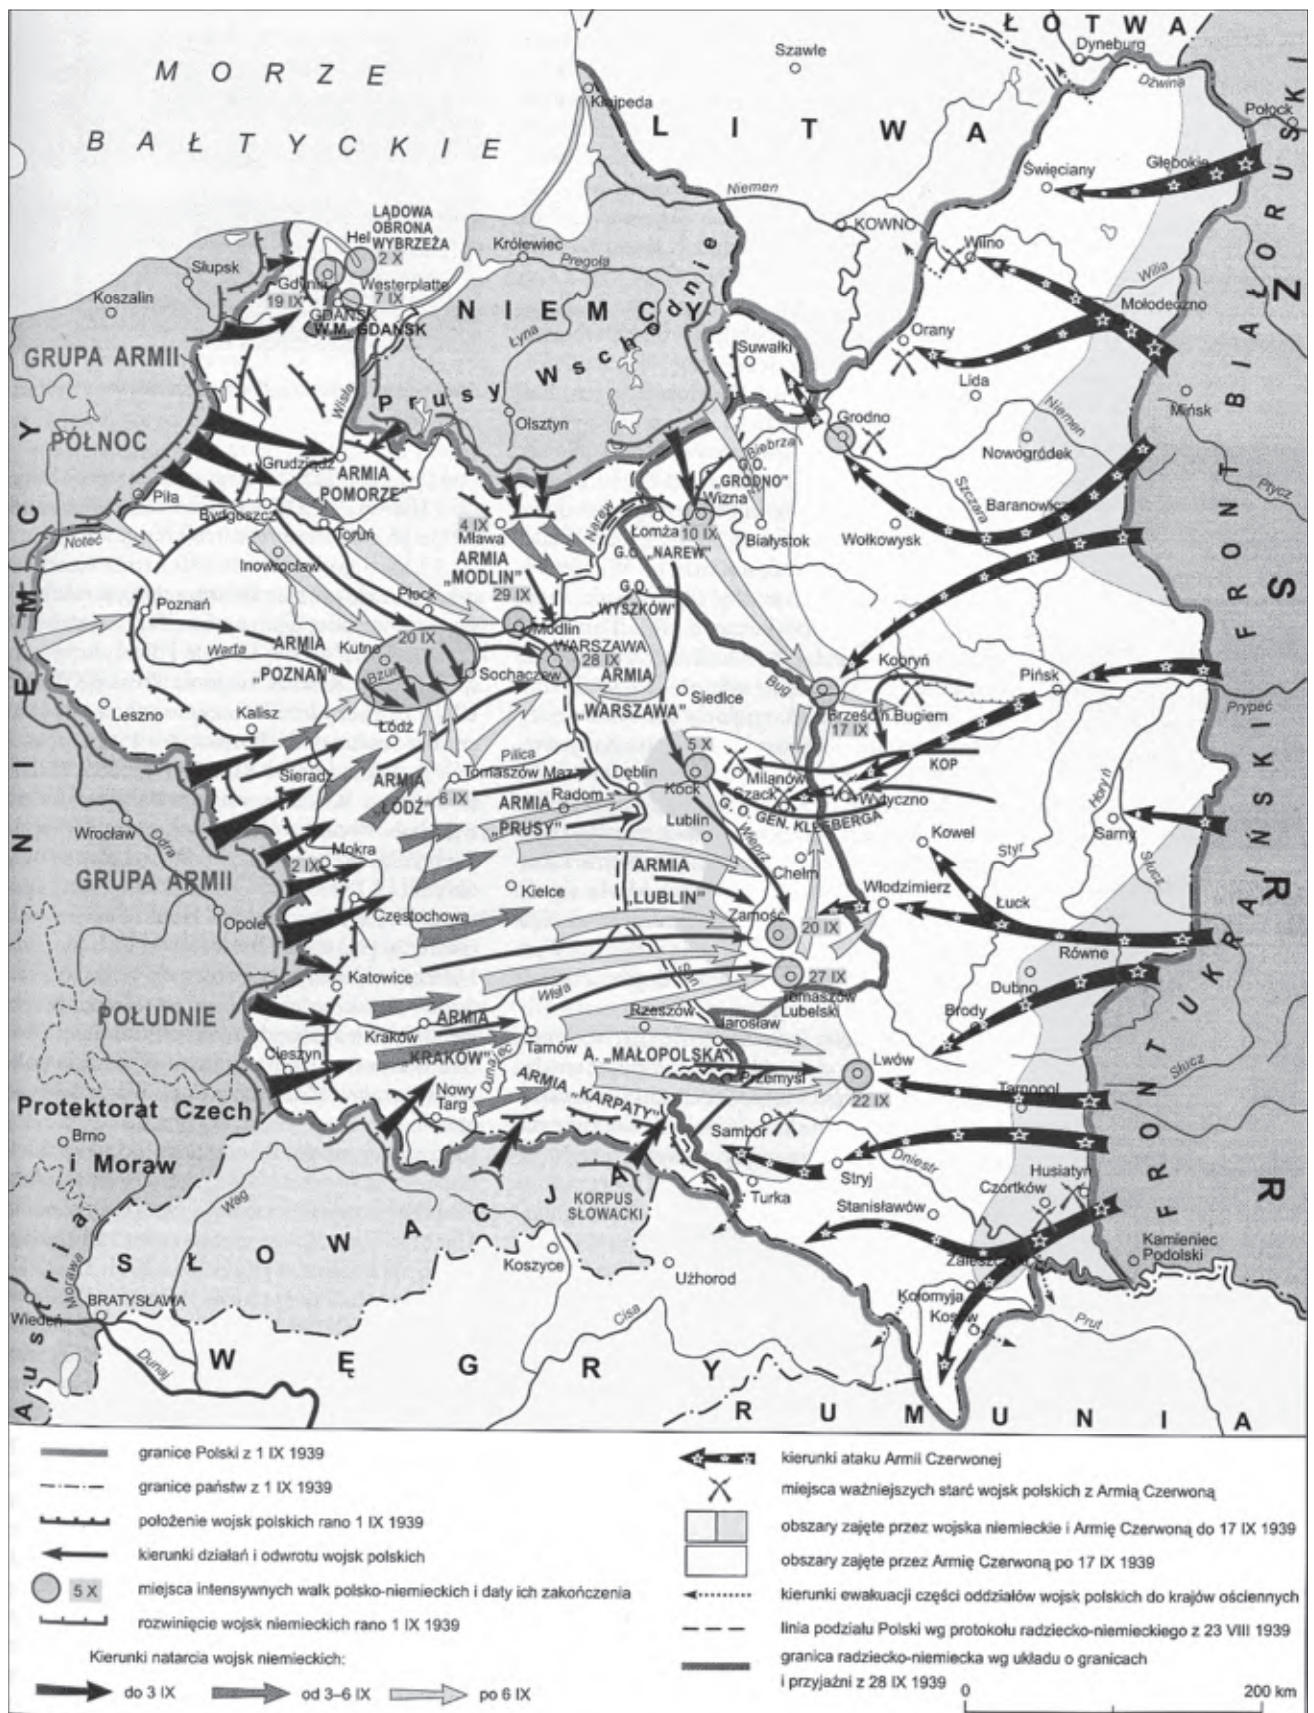 ŁOTWA
Dyneburg
Dźwina
Szawle
MORZE
BAŁTYCKIE
Kłajpeda
LITWA
Połock
Święciany
Głębokie
Niemen
KOWNO
Wilno
Wilia
Mołodeczno
LĄDOWA
OBRONA
WYBRZEŻA
Hel
2 X
Królewiec
Pregoła
Słupsk
Koszalin
Gdynia
19 IX
Westerplatte
7 IX
GDAŃSK
W.M. GDAŃSK
NIEMCY
Prusy Wschodnie
Łyna
Olsztyn
Suwałki
Orany
Lida
Mińsk
GRUPA ARMII
PÓŁNOC
Wisła
Grodno
Niemen
Nowogródek
Biebrza
Grudziądz
ARMIA
„POMORZE"
G.O.
„GRODNO"
Wizna
Szczara
Baranowicze
Ptycz
Piła
Bydgoszcz
Toruń
Noteć
4 IX
Mława
ARMIA
„MODLIN"
29 IX
Narew
Łomża
10 IX
Białystok
Wołkowysk
G.O. „NAREW"
Inowrocław
Płock
Modlin
G.O.
WYSZKÓW"
Poznań
Warta
ARMIA
„POZNAŃ"
Kutno
20 IX
Bzura
Sochaczew
WARSZAWA
28 IX
ARMIA
„WARSZAWA"
Siedlce
Bug
Kobryń
Pińsk
Prypeć
Brześć n. Bugiem
17 IX
Leszno
Kalisz
Łódź
Sieradz
ARMIA
„ŁÓDŹ"
Pilica
Tomaszów Maz.
6 IX
ARMIA
„PRUSY"
Radom
Dęblin
5 X
Kock
Milanów
Szack
Wytyczno
KOP
G. O. GEN. KLEEBERGA
Lublin
Wieprz
Chełm
Kowel
Styr
Horyń
Sarny
Słucz
Wrocław
Odra
Mokra
2 IX
GRUPA ARMII
POŁUDNIE
Opole
Częstochowa
Kielce
ARMIA
„LUBLIN"
Zamość
20 IX
Włodzimierz
Łuck
Równe
Dubno
Katowice
Wisła
San
27 IX
Tomaszów
Lubelski
Brody
Kraków
ARMIA
„KRAKÓW"
Cieszyn
Tarnów
Dunajec
Rzeszów
Jarosław
A. „MAŁOPOLSKA"
Przemyśl
Lwów
22 IX
Tarnopol
Słucz
Nowy
Targ
ARMIA „KARPATY"
Sambor
Protektorat Czech
i Moraw
Brno
Dniestr
Stryj
Turka
Husiatyn
Czortków
Stanisławów
KORPUS
SŁOWACKI
SŁOWACJA
Wag
Koszyce
Użhorod
Zaleszczyki
Kamieniec
Podolski
Kołomyja
Kosów
Austria
Morawa
BRATYSŁAWA
Wiedeń
Dunaj
Cisa
Prut
WĘGRY
RUMUNIA
NIEMCY
FRONT BIAŁORUSKI
FRONT UKRAIŃSKI
ZSRR
granice Polski z 1 IX 1939
granice państw z 1 IX 1939
położenie wojsk polskich rano 1 IX 1939
kierunki działań i odwrotu wojsk polskich
5 X
miejsca intensywnych walk polsko-niemieckich i daty ich zakończenia
rozwinięcie wojsk niemieckich rano 1 IX 1939
Kierunki natarcia wojsk niemieckich:
do 3 IX
od 3–6 IX
po 6 IX
kierunki ataku Armii Czerwonej
miejsca ważniejszych starć wojsk polskich z Armią Czerwoną
obszary zajęte przez wojska niemieckie i Armię Czerwoną do 17 IX 1939
obszary zajęte przez Armię Czerwoną po 17 IX 1939
kierunki ewakuacji części oddziałów wojsk polskich do krajów ościennych
linia podziału Polski wg protokołu radziecko-niemieckiego z 23 VIII 1939
granica radziecko-niemiecka wg układu o granicach
i przyjaźni z 28 IX 1939
0
200 km